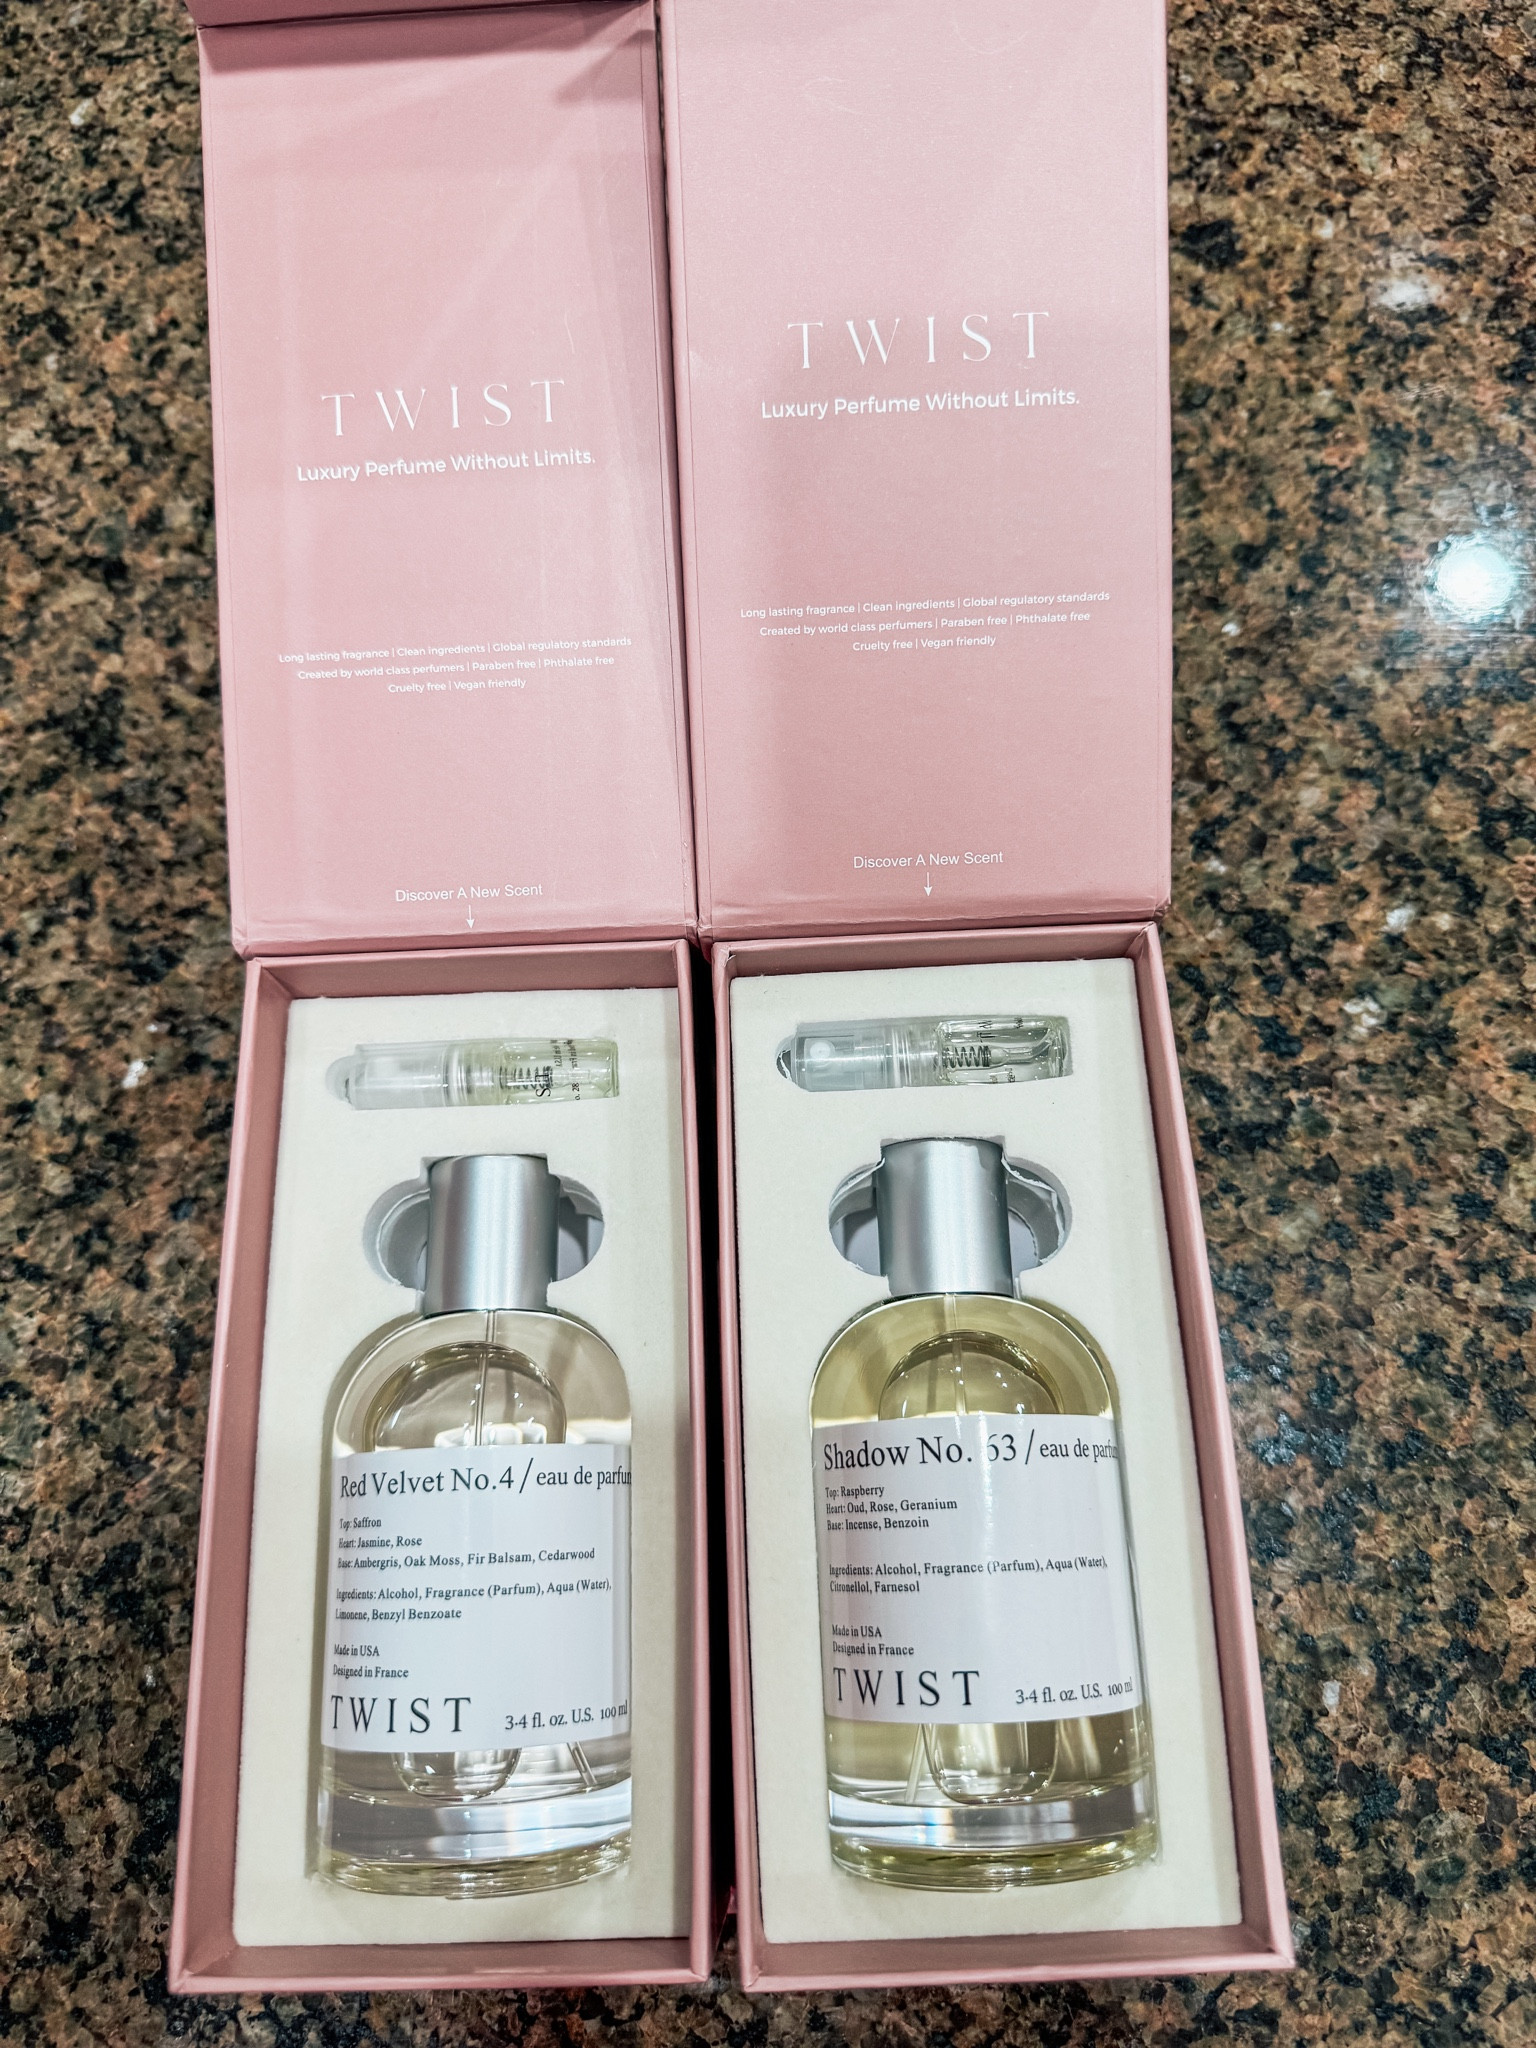 TWIST
Luxury Perfume Without Limits.
Long lasting fragrance | Clean ingredients | Global regulatory standards
Created by world class perfumers | Paraben free | Phthalate free
Cruelty free | Vegan friendly
Discover A New Scent
Red Velvet No.4 / eau de parfum
Top: Saffron
Heart: Jasmine, Rose
Base: Ambergris, Oak Moss, Fir Balsam, Cedarwood
Ingredients: Alcohol, Fragrance (Parfum), Aqua (Water),
Limonene, Benzyl Benzoate
Made in USA
Designed in France
TWIST
3.4 fl. oz. U.S. 100 ml
TWIST
Luxury Perfume Without Limits.
Long lasting fragrance | Clean ingredients | Global regulatory standards
Created by world class perfumers | Paraben free | Phthalate free
Cruelty free | Vegan friendly
Discover A New Scent
Shadow No. 63 / eau de parfum
Top: Raspberry
Heart: Oud, Rose, Geranium
Base: Incense, Benzoin
Ingredients: Alcohol, Fragrance (Parfum), Aqua (Water),
Citronellol, Farnesol
Made in USA
Designed in France
TWIST
3.4 fl. oz. U.S. 100 ml